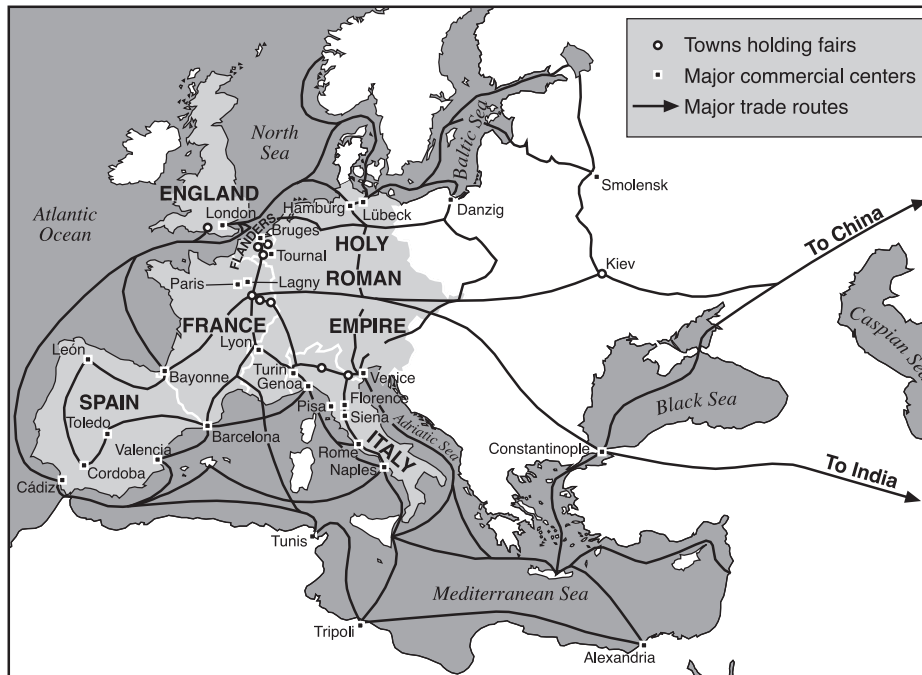 Towns holding fairs
Major commercial centers
Major trade routes
North
Sea
Baltic Sea
Atlantic
Ocean
ENGLAND
London
Hamburg
Lübeck
Danzig
Smolensk
FLANDERS
Bruges
Tournal
HOLY
ROMAN
EMPIRE
Kiev
To China
Paris
Lagny
FRANCE
Lyon
Caspian Sea
León
Bayonne
Turin
Genoa
Venice
Black Sea
SPAIN
Toledo
Pisa
Florence
Siena
Adriatic Sea
Valencia
Barcelona
Rome
ITALY
Constantinople
Cordoba
Naples
To India
Cádiz
Tunis
Mediterranean Sea
Tripoli
Alexandria